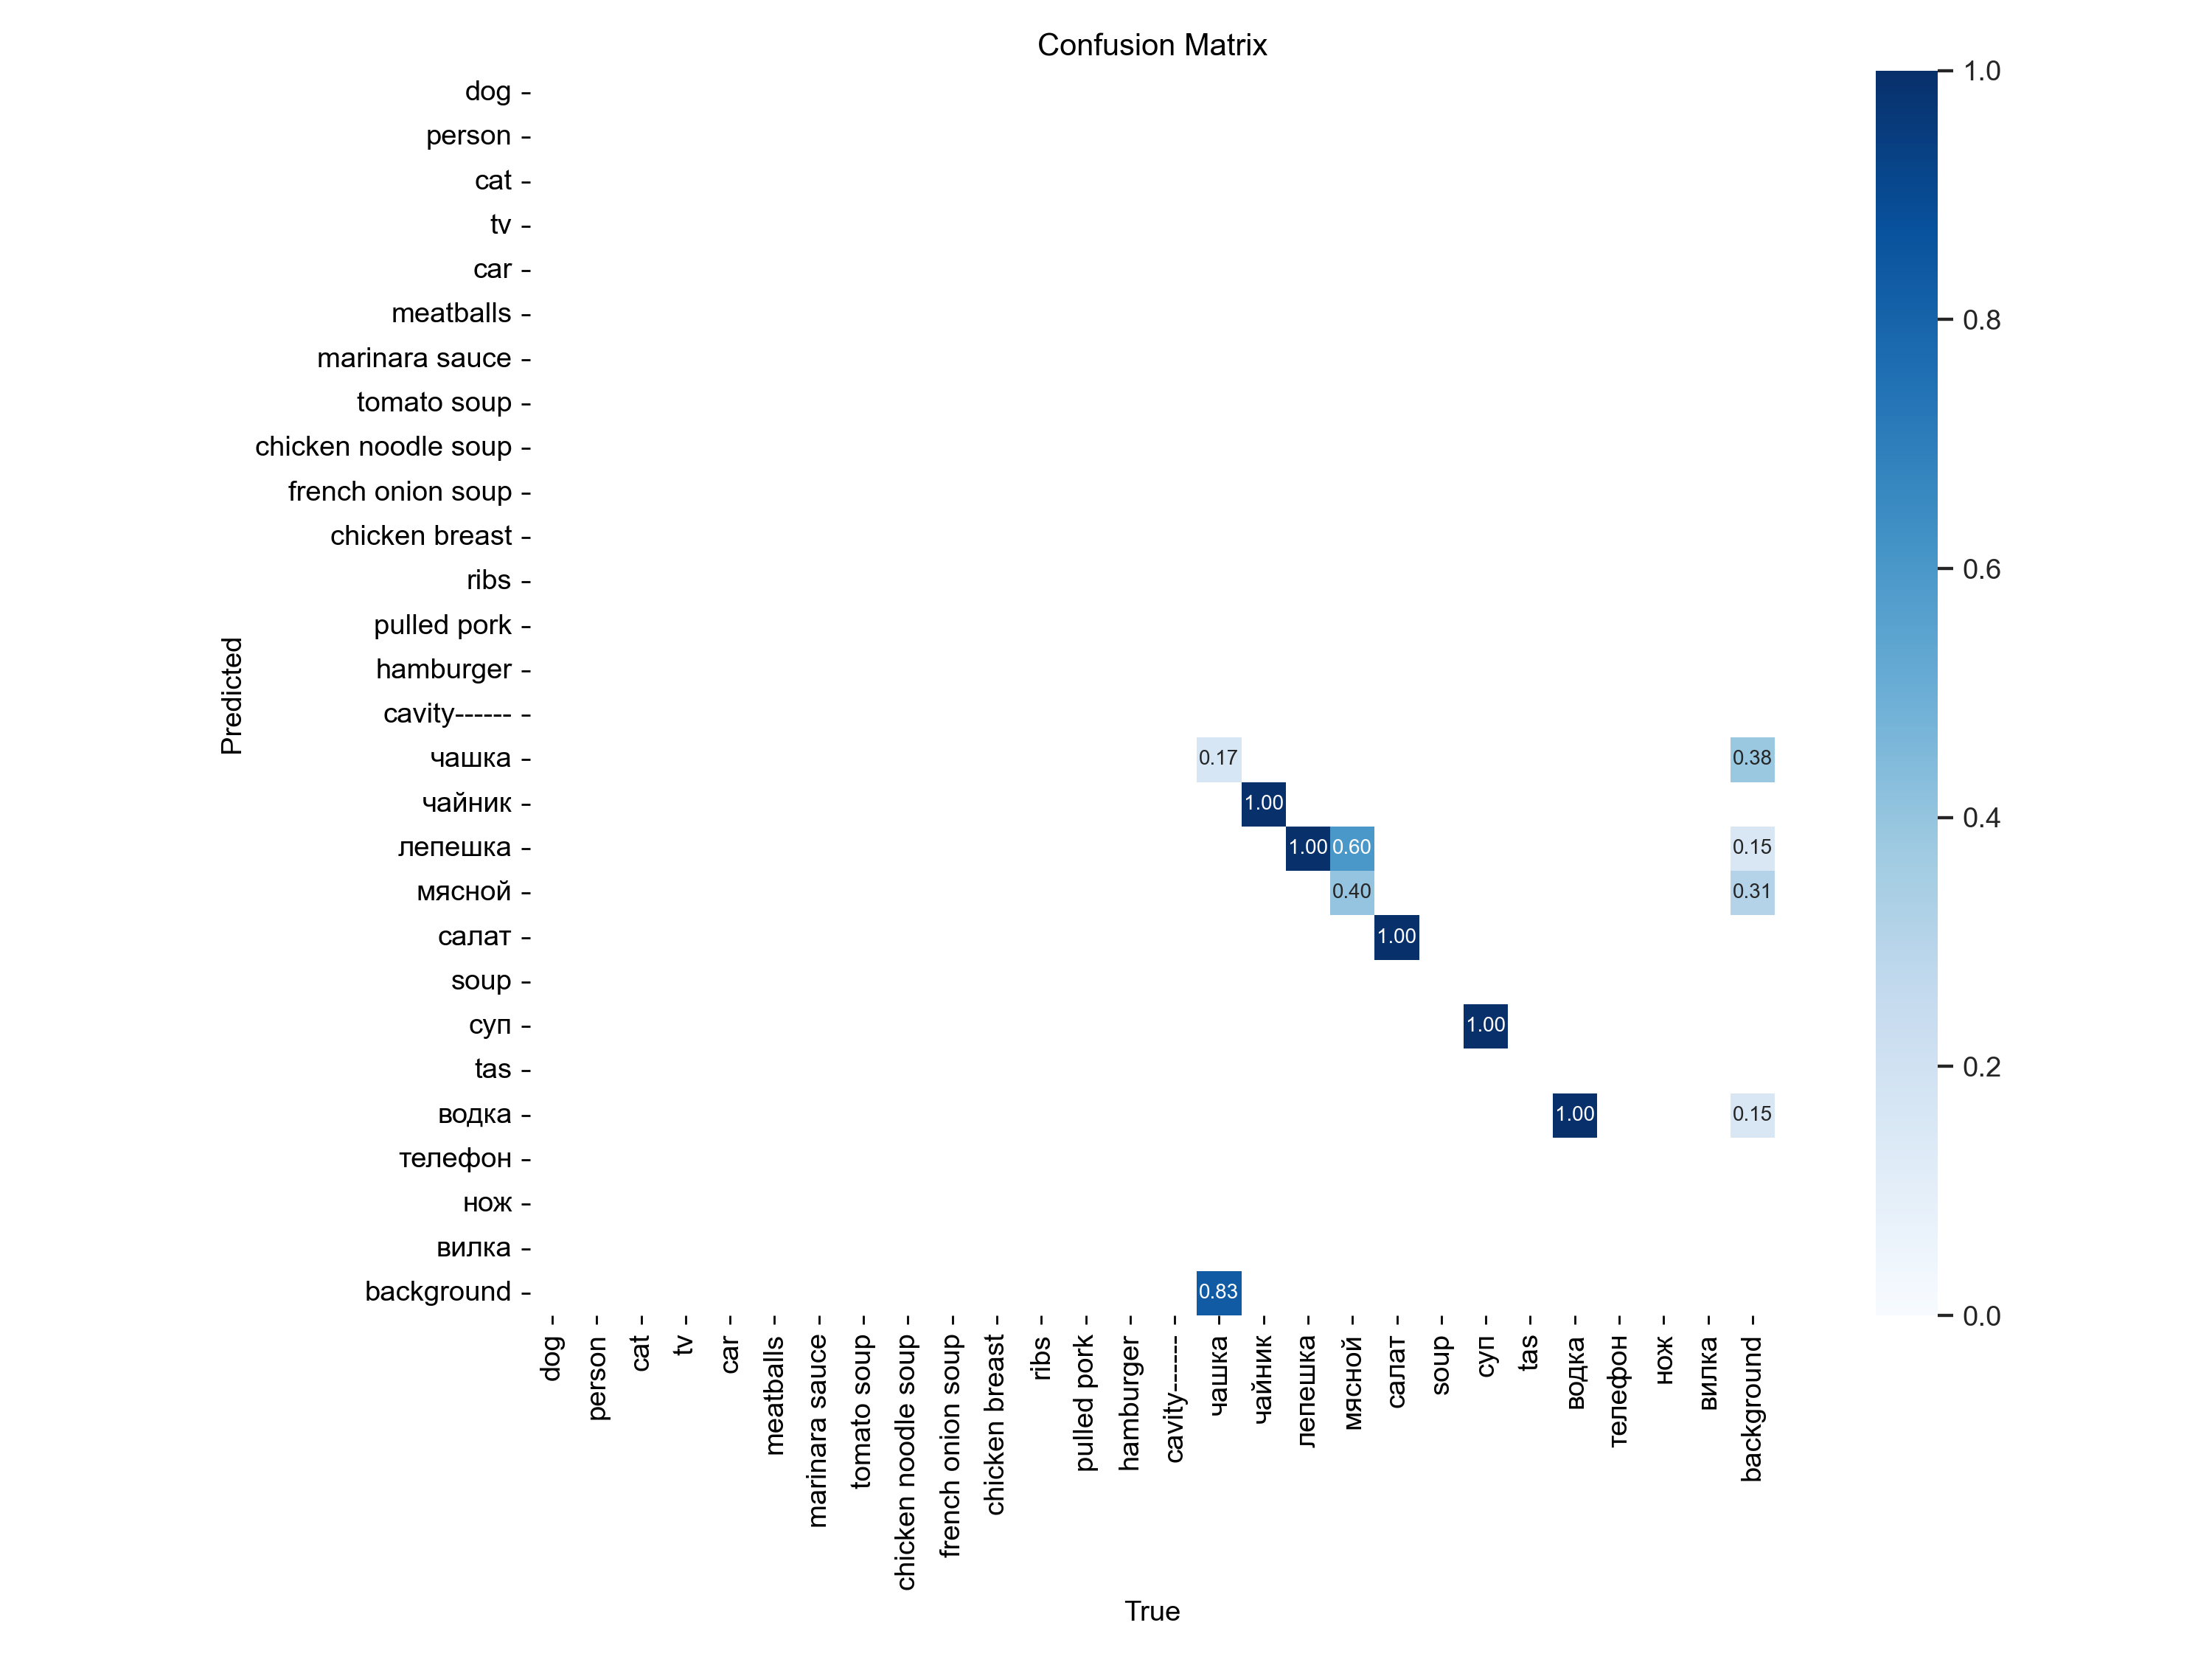 Confusion Matrix
dog
person
cat
tv
car
meatballs
marinara sauce
tomato soup
chicken noodle soup
french onion soup
chicken breast
ribs
pulled pork
hamburger
cavity------
чашка
чайник
лепешка
мясной
салат
soup
суп
tas
водка
телефон
нож
вилка
background
Predicted
0.17 0.38
1.00
1.00 0.60 0.15
0.40 0.31
1.00
1.00
1.00 0.15
0.83
dog
person
cat
tv
car
meatballs
marinara sauce
tomato soup
chicken noodle soup
french onion soup
chicken breast
ribs
pulled pork
hamburger
cavity------
чашка
чайник
лепешка
мясной
салат
soup
суп
tas
водка
телефон
нож
вилка
background
True
1.0
0.8
0.6
0.4
0.2
0.0